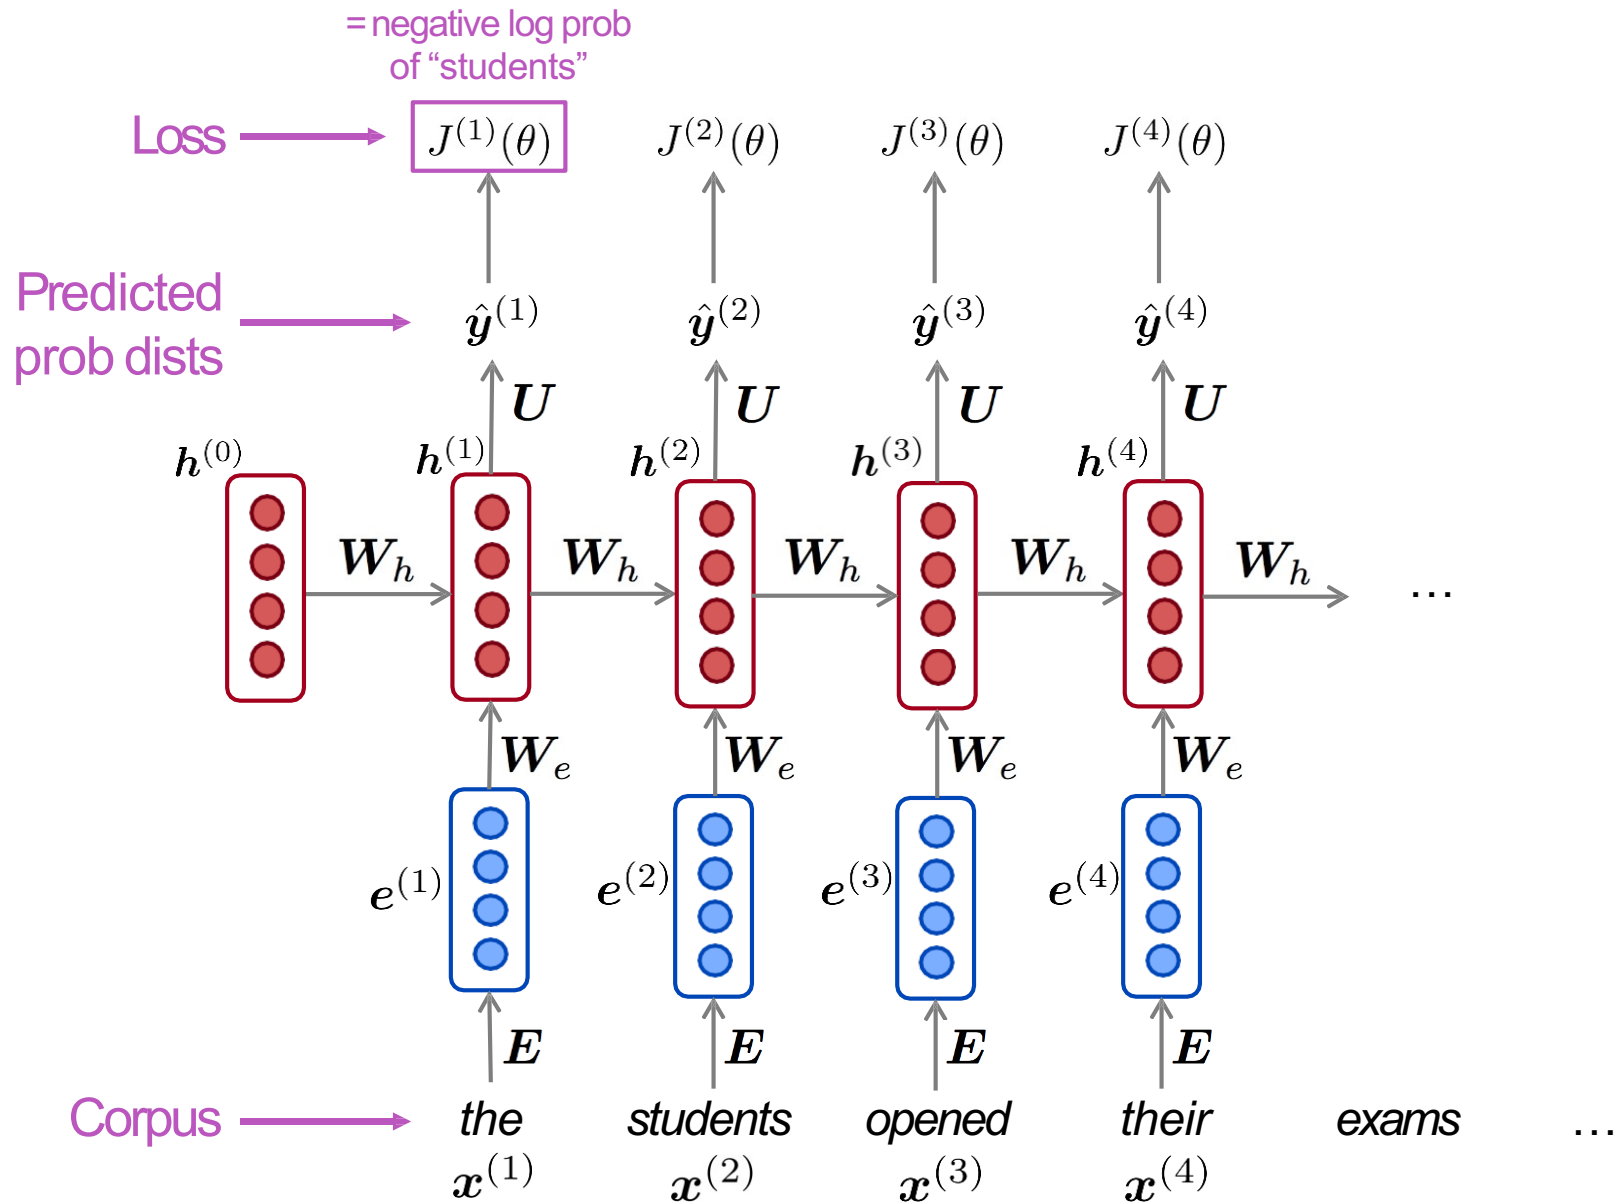 = negative log prob
of “students”
Loss J^{(1)}(θ) J^{(2)}(θ) J^{(3)}(θ) J^{(4)}(θ)
Predicted
prob dists
ŷ^{(1)} ŷ^{(2)} ŷ^{(3)} ŷ^{(4)}
U U U U
h^{(0)} h^{(1)} h^{(2)} h^{(3)} h^{(4)}
W_h W_h W_h W_h W_h ...
W_e W_e W_e W_e
e^{(1)} e^{(2)} e^{(3)} e^{(4)}
E E E E
Corpus the students opened their exams ...
x^{(1)} x^{(2)} x^{(3)} x^{(4)}